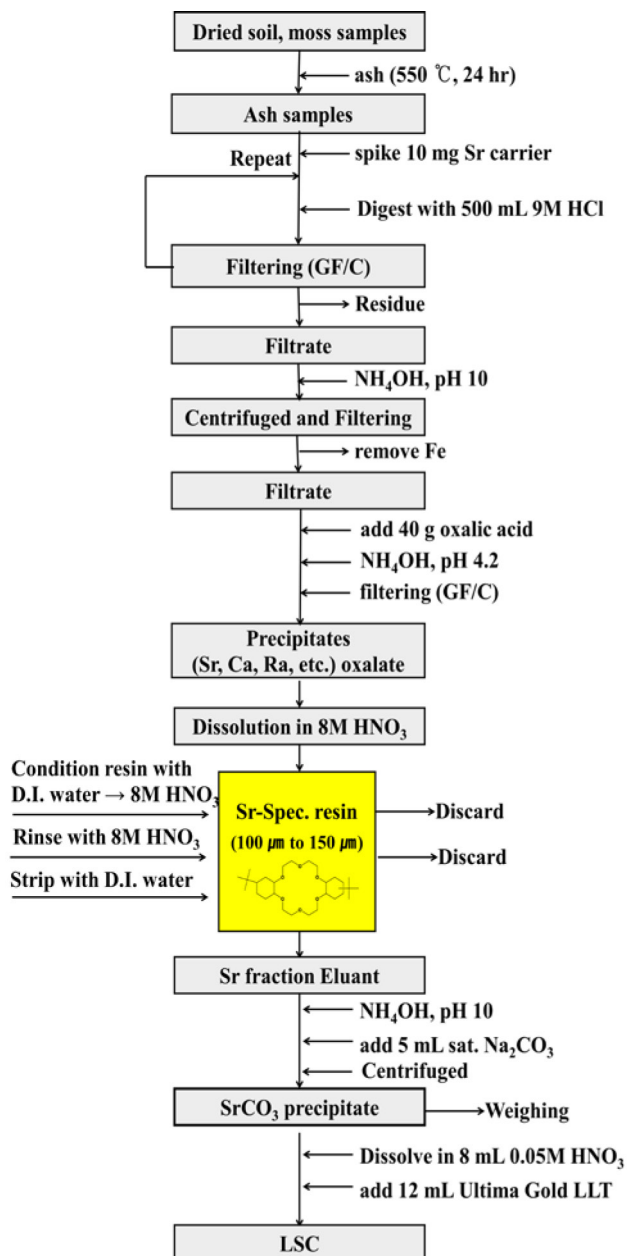 Dried soil, moss samples
ash (550 ℃, 24 hr)
Ash samples
Repeat
spike 10 mg Sr carrier
Digest with 500 mL 9M HCl
Filtering (GF/C)
Residue
Filtrate
NH₄OH, pH 10
Centrifuged and Filtering
remove Fe
Filtrate
add 40 g oxalic acid
NH₄OH, pH 4.2
filtering (GF/C)
Precipitates
(Sr, Ca, Ra, etc.) oxalate
Dissolution in 8M HNO₃
Condition resin with
D.I. water → 8M HNO₃
Rinse with 8M HNO₃
Strip with D.I. water
Sr-Spec. resin
(100 ㎛ to 150 ㎛)
O O O O O O
Discard
Discard
Sr fraction Eluant
NH₄OH, pH 10
add 5 mL sat. Na₂CO₃
Centrifuged
SrCO₃ precipitate
Weighing
Dissolve in 8 mL 0.05M HNO₃
add 12 mL Ultima Gold LLT
LSC